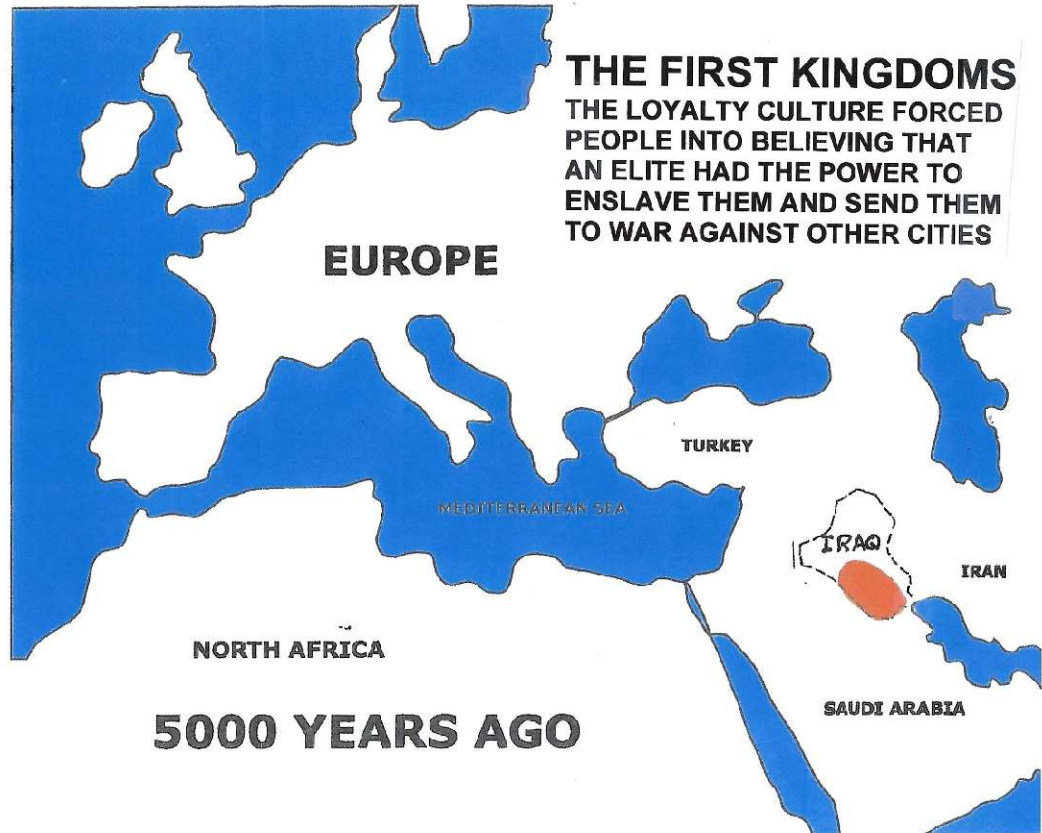 THE FIRST KINGDOMS
THE LOYALTY CULTURE FORCED
PEOPLE INTO BELIEVING THAT
AN ELITE HAD THE POWER TO
ENSLAVE THEM AND SEND THEM
TO WAR AGAINST OTHER CITIES
EUROPE
TURKEY
MEDITERRANEAN SEA
IRAQ
IRAN
NORTH AFRICA
SAUDI ARABIA
5000 YEARS AGO